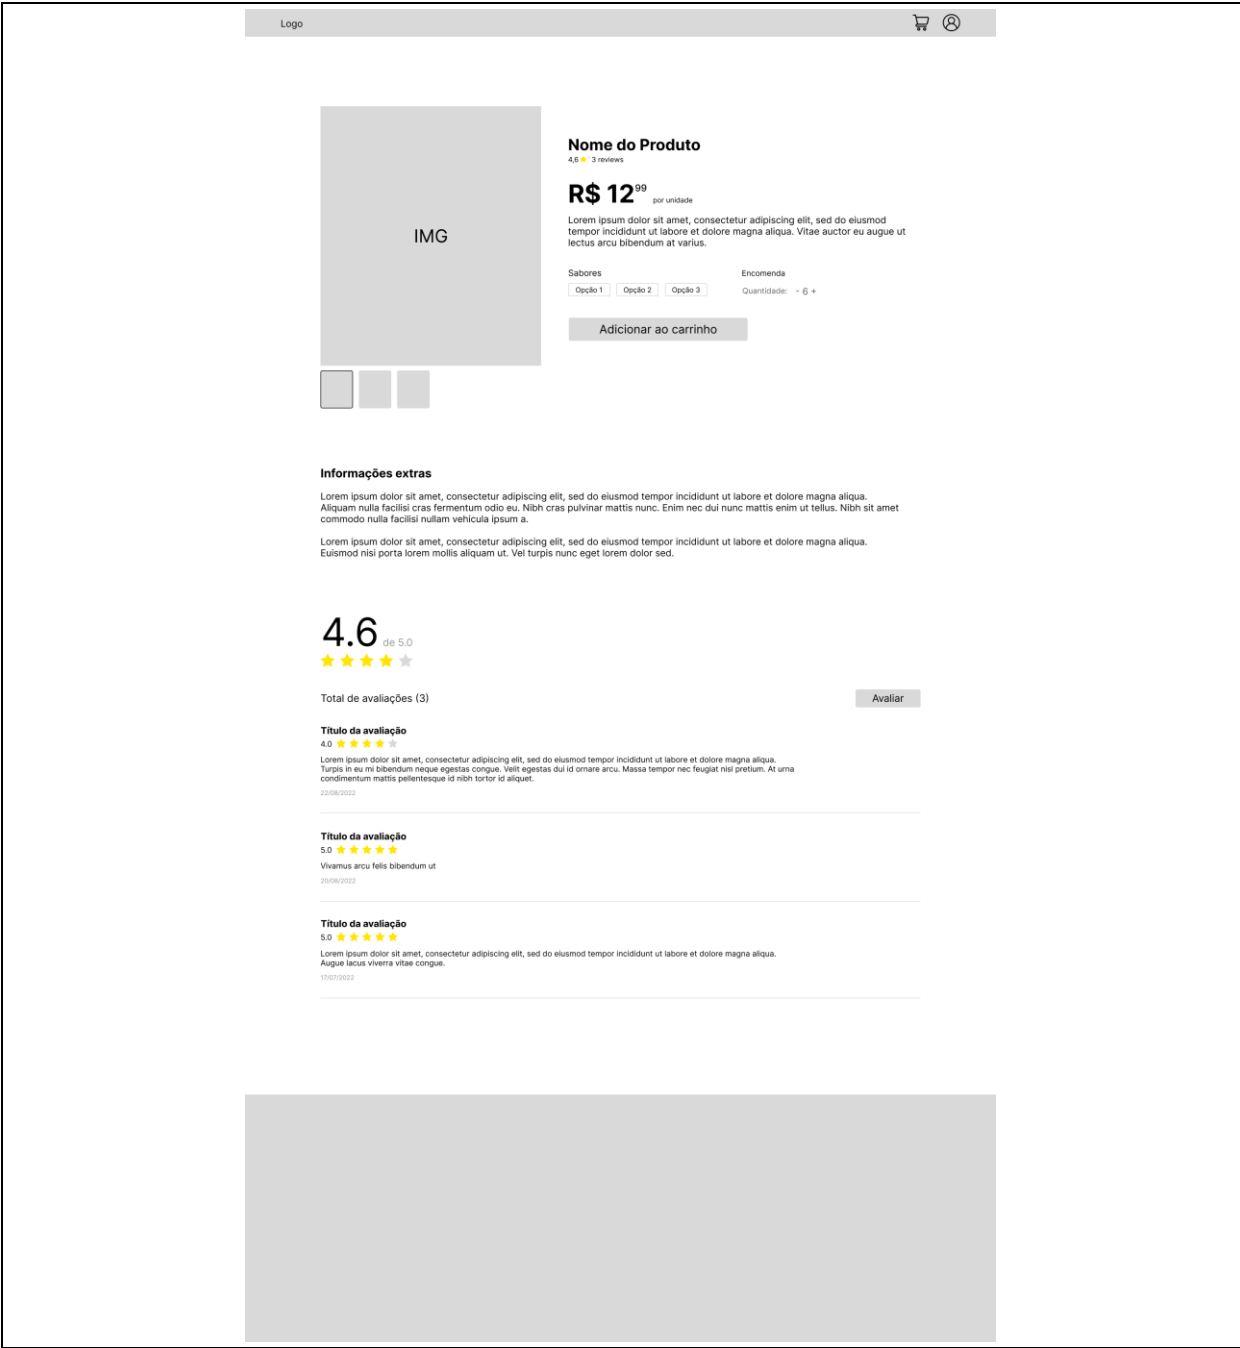 Logo
IMG
Nome do Produto
4,6 3 reviews
R$ 12 99 por unidade
Lorem ipsum dolor sit amet, consectetur adipiscing elit, sed do eiusmod
tempor incididunt ut labore et dolore magna aliqua. Vitae auctor eu augue ut
lectus arcu bibendum at varius.
Sabores
Opção 1 Opção 2 Opção 3
Encomenda
Quantidade: - 6 +
Adicionar ao carrinho
Informações extras
Lorem ipsum dolor sit amet, consectetur adipiscing elit, sed do eiusmod tempor incididunt ut labore et dolore magna aliqua.
Aliquam nulla facilisi cras fermentum odio eu. Nibh cras pulvinar mattis nunc. Enim nec dui nunc mattis enim ut tellus. Nibh sit amet
commodo nulla facilisi nullam vehicula ipsum a.
Lorem ipsum dolor sit amet, consectetur adipiscing elit, sed do eiusmod tempor incididunt ut labore et dolore magna aliqua.
Euismod nisi porta lorem mollis aliquam ut. Vel turpis nunc eget lorem dolor sed.
4.6 de 5.0
Total de avaliações (3)
Avaliar
Título da avaliação
4.0
Lorem ipsum dolor sit amet, consectetur adipiscing elit, sed do eiusmod tempor incididunt ut labore et dolore magna aliqua.
Turpis in eu mi bibendum neque egestas congue. Velit egestas dui id ornare arcu. Massa tempor nec feugiat nisl pretium. At urna
condimentum mattis pellentesque id nibh tortor id aliquet.
22/08/2022
Título da avaliação
5.0
Vivamus arcu felis bibendum ut
20/08/2022
Título da avaliação
5.0
Lorem ipsum dolor sit amet, consectetur adipiscing elit, sed do eiusmod tempor incididunt ut labore et dolore magna aliqua.
Augue lacus viverra vitae congue.
17/07/2022